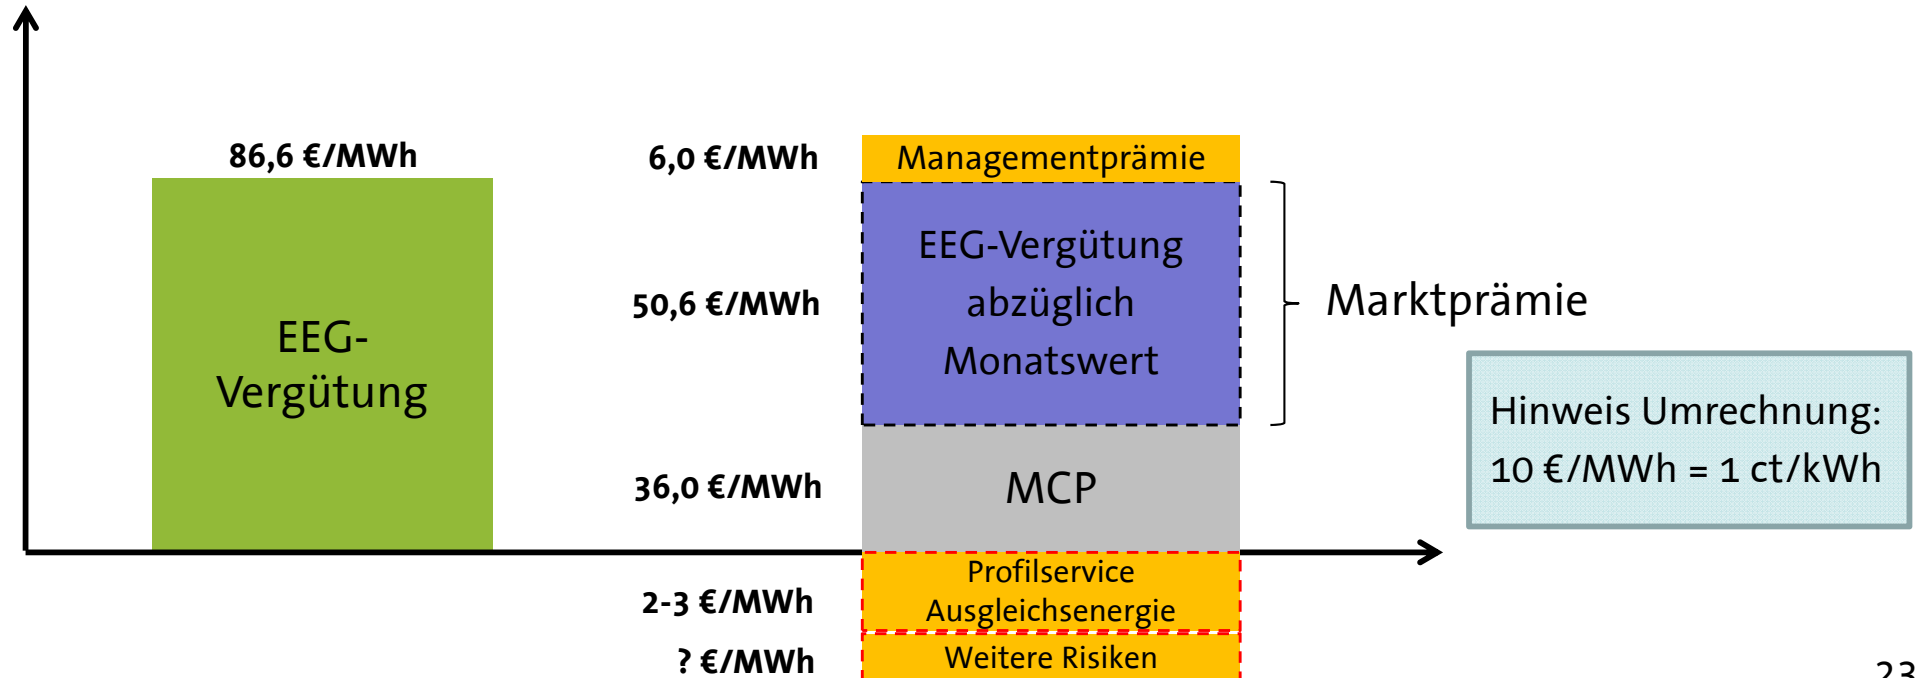 86,6 €/MWh
EEG-
Vergütung
6,0 €/MWh
Managementprämie
50,6 €/MWh
EEG-Vergütung
abzüglich
Monatswert
Marktprämie
36,0 €/MWh
MCP
Hinweis Umrechnung:
10 €/MWh = 1 ct/kWh
2-3 €/MWh
Profilservice
Ausgleichsenergie
? €/MWh
Weitere Risiken
23